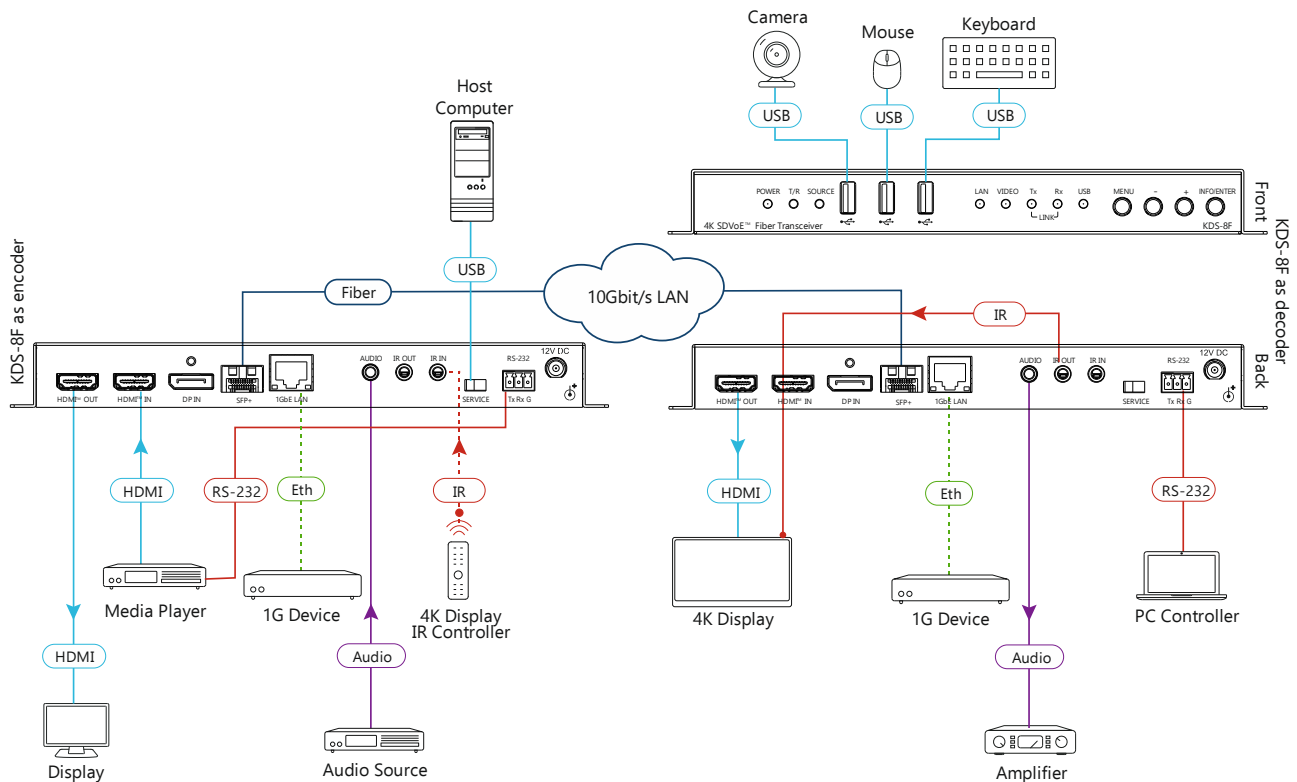 Camera
Mouse
Keyboard
USB
USB
USB
Host
Computer
USB
POWER T/R SOURCE
LAN VIDEO Tx Rx USB
LINK
MENU - + INFO/ENTER
4K SDVoE™ Fiber Transceiver
KDS-8F
Front
KDS-8F as decoder
Back
KDS-8F as encoder
Fiber
10Gbit/s LAN
IR
HDMI™ OUT
HDMI™ IN
DP IN
SFP+
1GbE LAN
AUDIO
IR OUT
IR IN
SERVICE
RS-232
Tx Rx G
12V DC
HDMI™ OUT
HDMI™ IN
DP IN
SFP+
1GbE LAN
AUDIO
IR OUT
IR IN
SERVICE
RS-232
Tx Rx G
12V DC
HDMI
RS-232
Eth
IR
HDMI
Eth
RS-232
Media Player
1G Device
4K Display
IR Controller
4K Display
1G Device
PC Controller
HDMI
Audio
Audio
Display
Audio Source
Amplifier